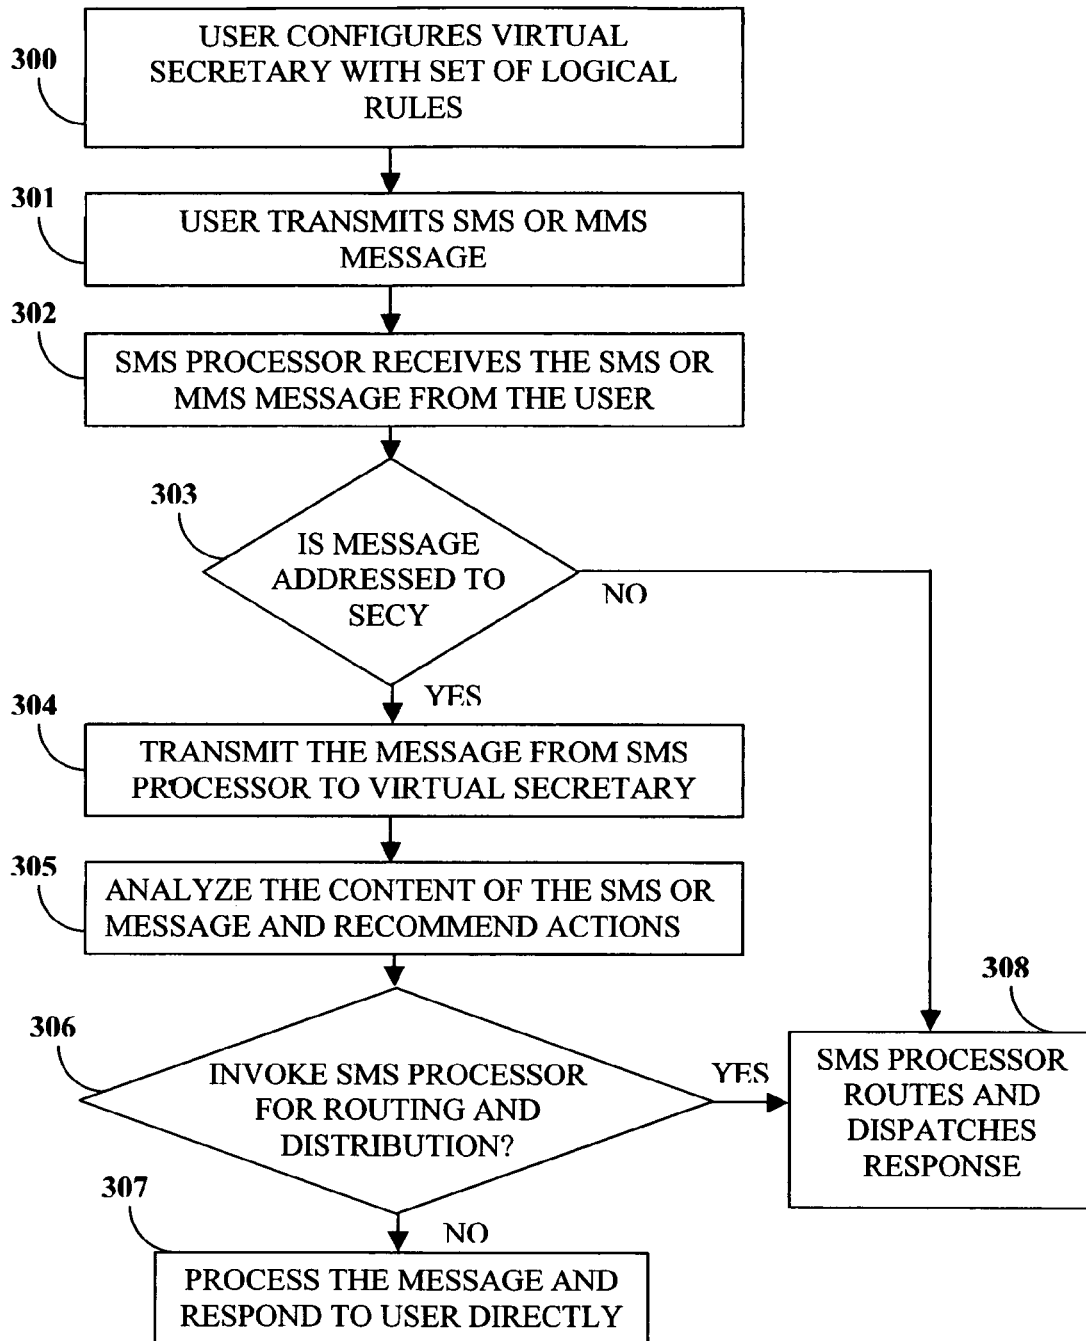 300
USER CONFIGURES VIRTUAL
SECRETARY WITH SET OF LOGICAL
RULES
301
USER TRANSMITS SMS OR MMS
MESSAGE
302
SMS PROCESSOR RECEIVES THE SMS OR
MMS MESSAGE FROM THE USER
303
IS MESSAGE
ADDRESSED TO
SECY
NO
YES
304
TRANSMIT THE MESSAGE FROM SMS
PROCESSOR TO VIRTUAL SECRETARY
305
ANALYZE THE CONTENT OF THE SMS OR
MESSAGE AND RECOMMEND ACTIONS
306
INVOKE SMS PROCESSOR
FOR ROUTING AND
DISTRIBUTION?
YES
308
SMS PROCESSOR
ROUTES AND
DISPATCHES
RESPONSE
NO
307
PROCESS THE MESSAGE AND
RESPOND TO USER DIRECTLY